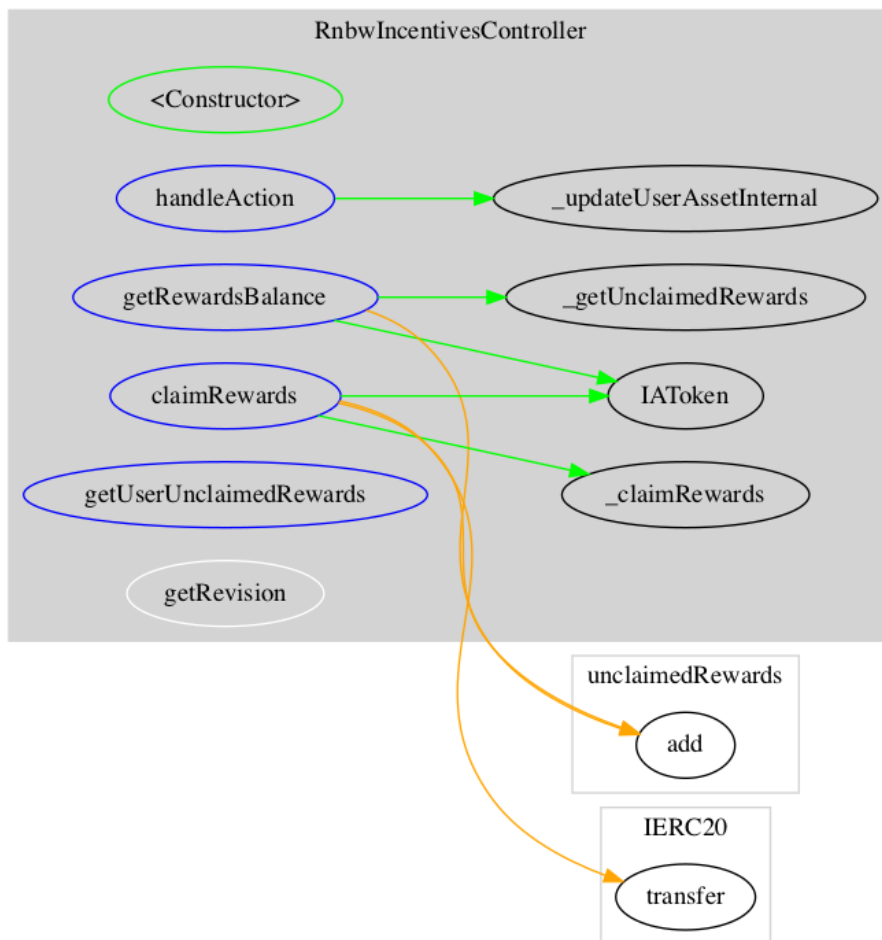 RnbwIncentivesController
<Constructor>
handleAction
_updateUserAssetInternal
getRewardsBalance
_getUnclaimedRewards
claimRewards
IAToken
getUserUnclaimedRewards
_claimRewards
getRevision
unclaimedRewards
add
IERC20
transfer